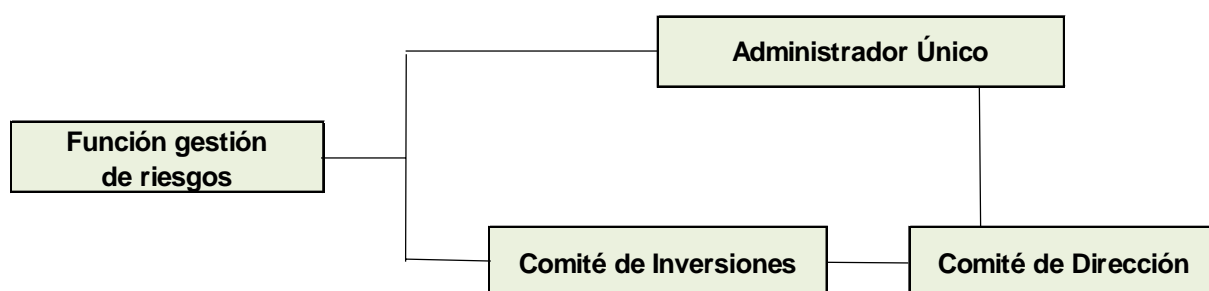 Administrador Único
Función gestión
de riesgos
Comité de Inversiones
Comité de Dirección